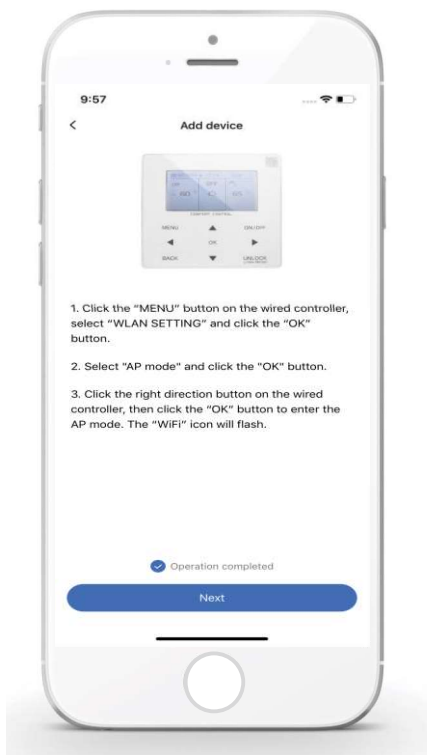 9:57
Add device
MENU
ON/OFF
OK
BACK
UNLOCK
1. Click the “MENU” button on the wired controller,
select “WLAN SETTING” and click the “OK”
button.
2. Select "AP mode" and click the "OK" button.
3. Click the right direction button on the wired
controller, then click the “OK” button to enter the
AP mode. The “WiFi” icon will flash.
Operation completed
Next